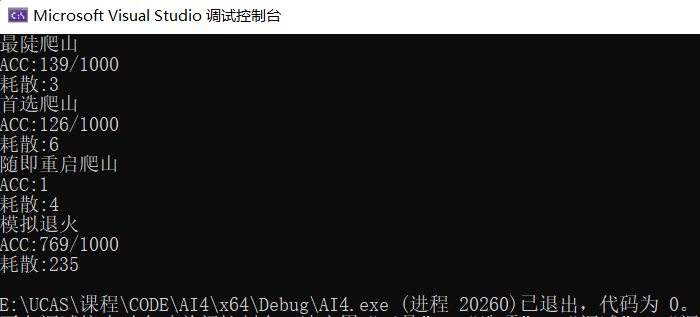 Microsoft Visual Studio 调试控制台
最陡爬山
ACC:139/1000
耗散:3
首选爬山
ACC:126/1000
耗散:6
随即重启爬山
ACC:1
耗散:4
模拟退火
ACC:769/1000
耗散:235
E:\UCAS\课程\CODE\AI4\x64\Debug\AI4.exe (进程 20260)已退出，代码为 0。